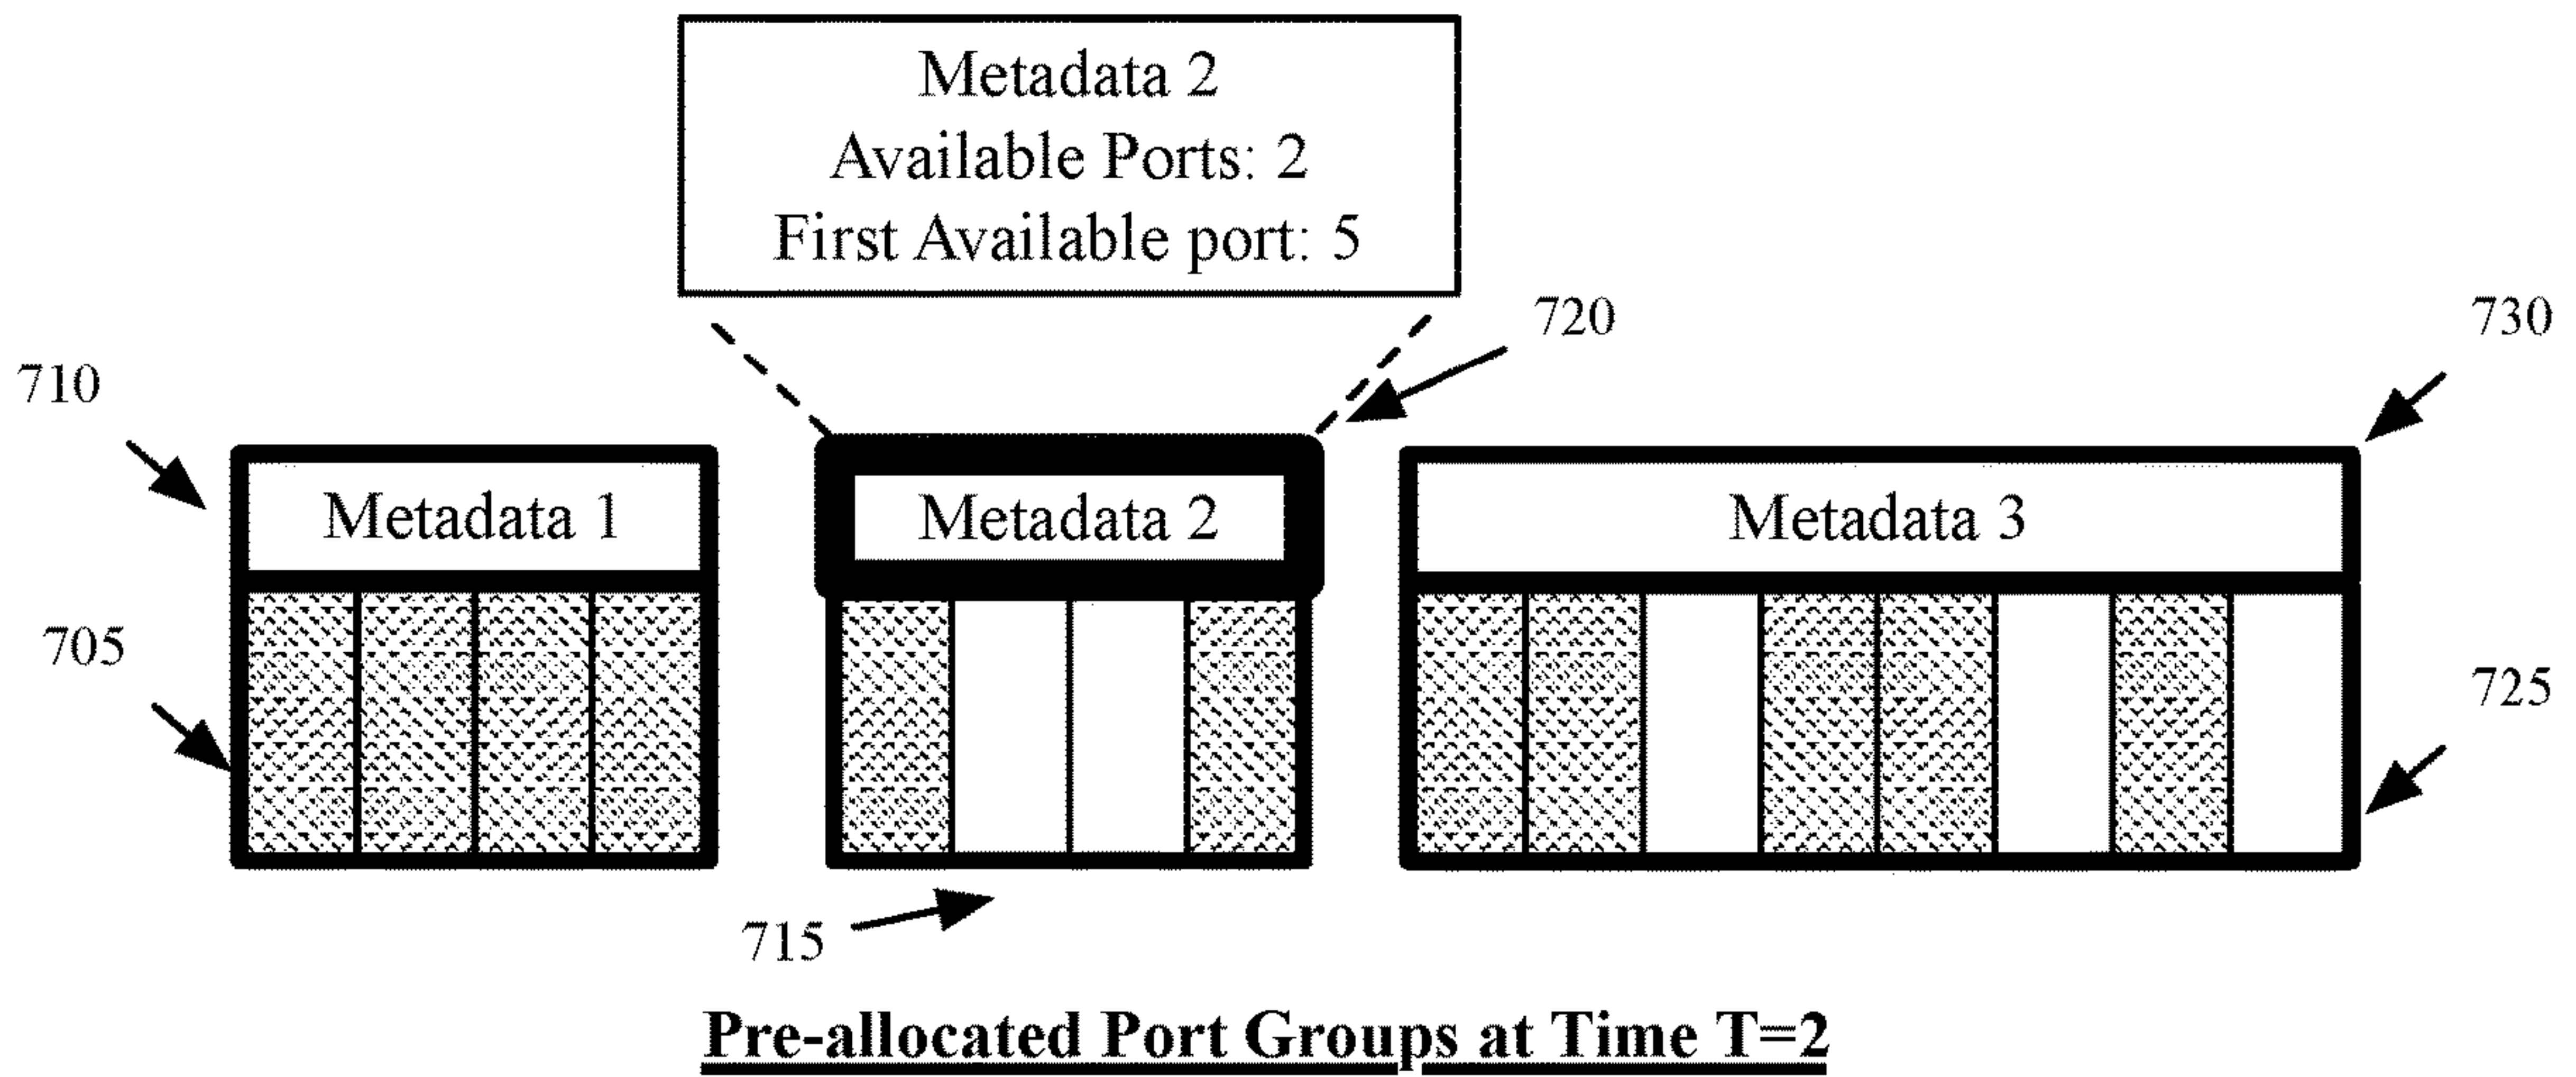 Metadata 2
Available Ports: 2
First Available port: 5
720
730
710
Metadata 1
Metadata 2
Metadata 3
705
725
715
Pre-allocated Port Groups at Time T=2